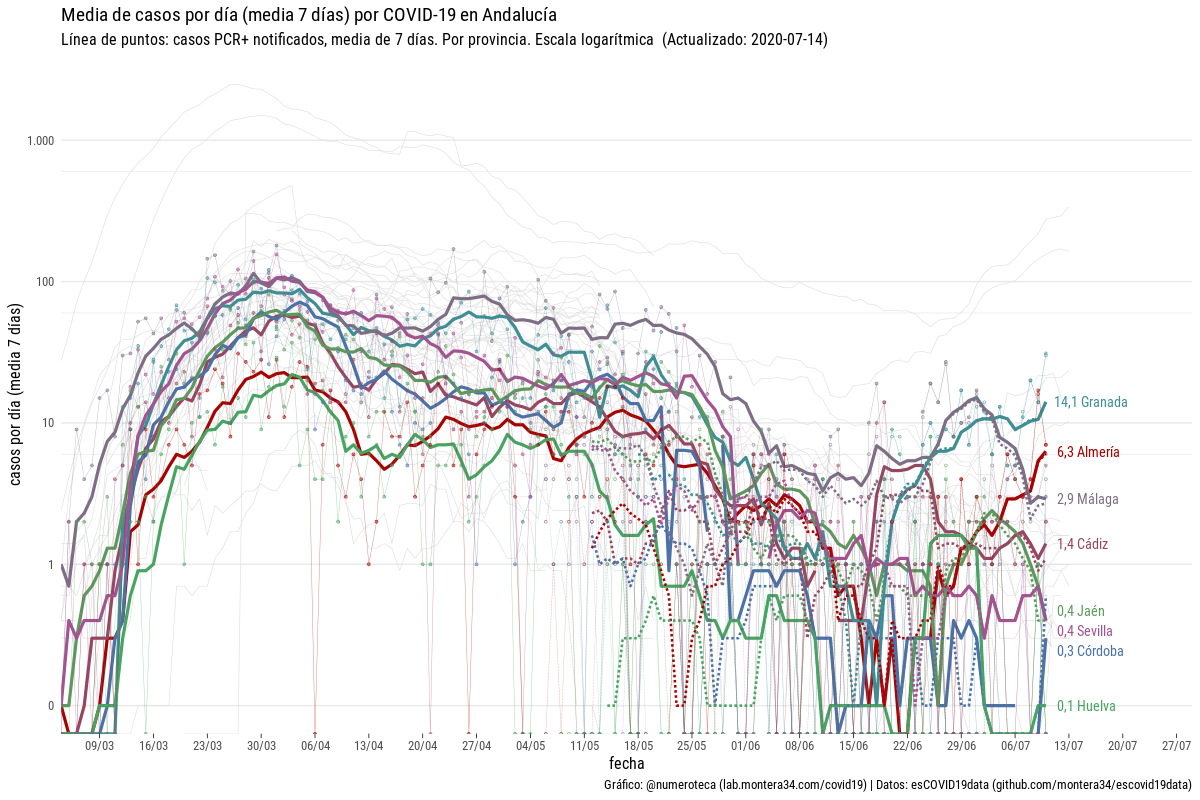 Media de casos por día (media 7 días) por COVID-19 en Andalucía
Línea de puntos: casos PCR+ notificados, media de 7 días. Por provincia. Escala logarítmica  (Actualizado: 2020-07-14)
casos por día (media 7 días)
1.000
100
10
1
0
14,1 Granada
6,3 Almería
2,9 Málaga
1,4 Cádiz
0,4 Jaén
0,4 Sevilla
0,3 Córdoba
0,1 Huelva
09/03 16/03 23/03 30/03 06/04 13/04 20/04 27/04 04/05 11/05 18/05 25/05 01/06 08/06 15/06 22/06 29/06 06/07 13/07 20/07 27/07
fecha
Gráfico: @numeroteca (lab.montera34.com/covid19) | Datos: esCOVID19data (github.com/montera34/escovid19data)